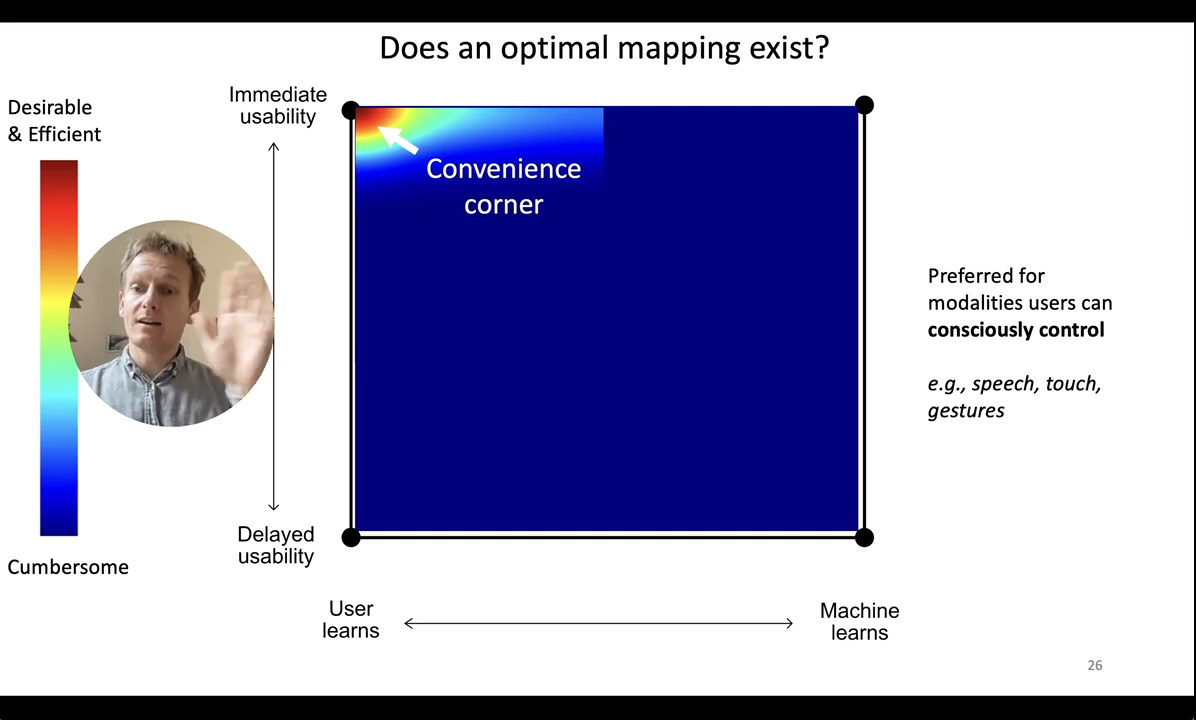 Does an optimal mapping exist?
Desirable
& Efficient
Cumbersome
Immediate
usability
Delayed
usability
Convenience
corner
User
learns
Machine
learns
Preferred for
modalities users can
consciously control
e.g., speech, touch,
gestures
26